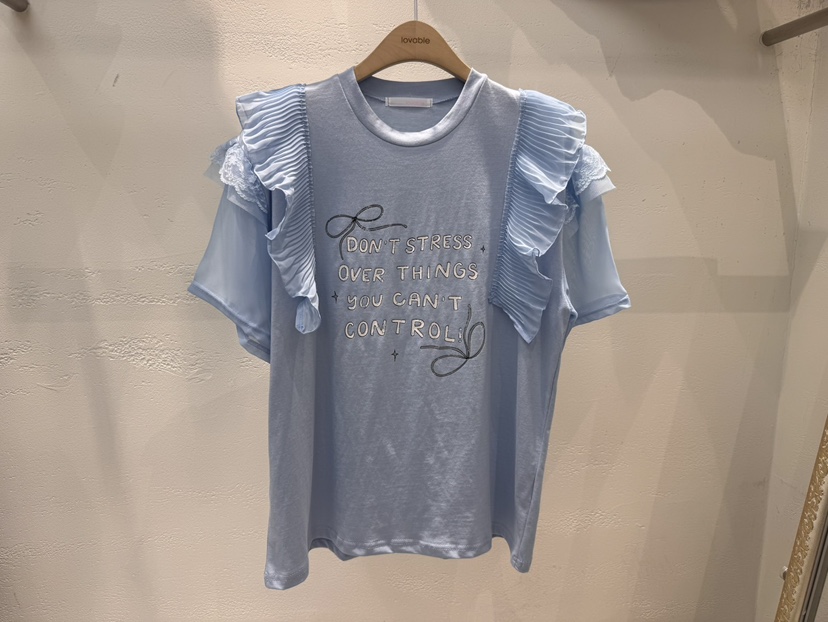 lovable
DON'T STRESS
OVER THINGS
YOU CAN'T
CONTROL!